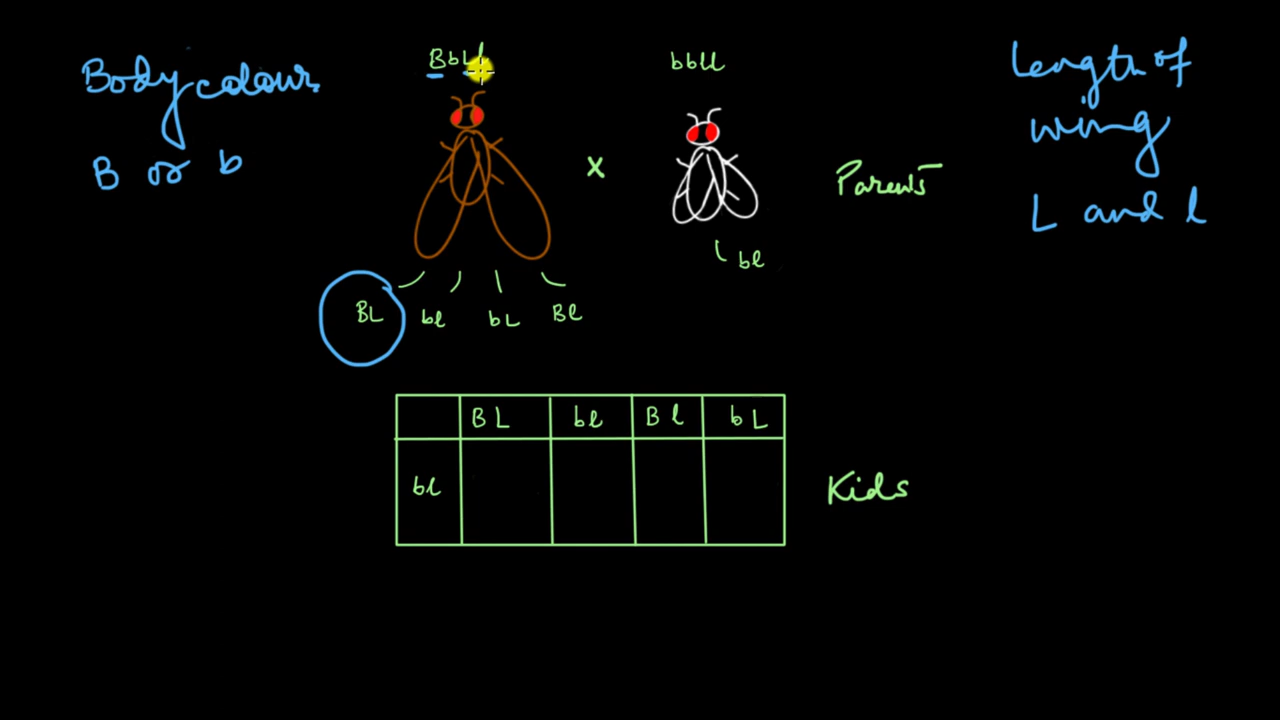 Body colour
B or b
BbLl
bbll
Length of
wing
L and l
x
Parents
bl
BL bl bL Bl
BL bl Bl bL
bl
Kids